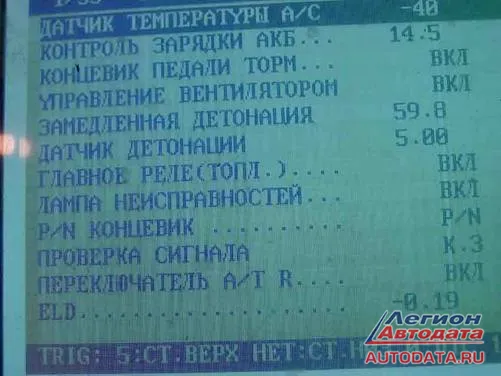 ДАТЧИК ТЕМПЕРАТУРЫ A/C -40
КОНТРОЛЬ ЗАРЯДКИ АКБ... 14.5
КОНЦЕВИК ПЕДАЛИ ТОРМ... ВКЛ
УПРАВЛЕНИЕ ВЕНТИЛЯТОРОМ ВКЛ
ЗАМЕДЛЕННАЯ ДЕТОНАЦИЯ 59.8
ДАТЧИК ДЕТОНАЦИИ 5.00
ГЛАВНОЕ РЕЛЕ(ТОПЛ.).... ВКЛ
ЛАМПА НЕИСПРАВНОСТЕЙ... ВКЛ
P/N КОНЦЕВИК ........... P/N
ПРОВЕРКА СИГНАЛА К.З
ПЕРЕКЛЮЧАТЕЛЬ A/T R.... ВКЛ
ELD.................... -0.19
TRIG: 5:СТ.ВЕРХ НЕТ:СТ.
Легион
Автодата
AUTODATA.RU